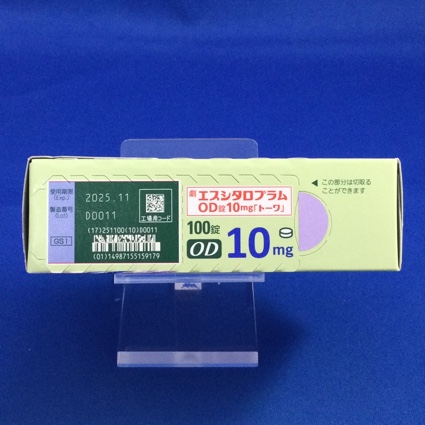 使用期限
(Exp.)
2025.11
製造番号
(Lot)
D0011
工場用コード
GS1
(17)251100(10)D0011
(01)14987155159179
劇 エスシタロプラム
OD錠10mg「トーワ」
100錠
OD 10mg
◀ この部分は切取る
ことができます